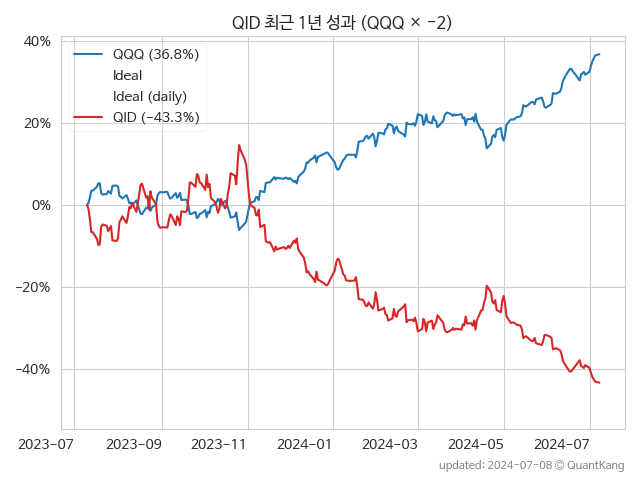 QID 최근 1년 성과 (QQQ × −2)
40%
20%
0%
−20%
−40%
QQQ (36.8%)
Ideal
Ideal (daily)
QID (−43.3%)
2023-07
2023-09
2023-11
2024-01
2024-03
2024-05
2024-07
updated: 2024-07-08 © QuantKang